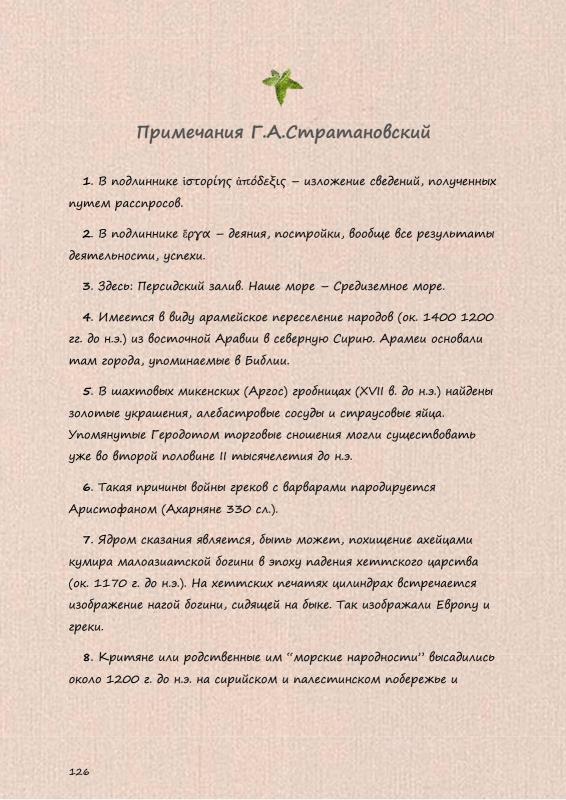 Примечания Г.А.Стратановский
1. В подлиннике ἱστορίης ἀπόδεξις – изложение сведений, полученных
путем расспросов.
2. В подлиннике ἔργα – деяния, постройки, вообще все результаты
деятельности, успехи.
3. Здесь: Персидский залив. Наше море – Средиземное море.
4. Имеется в виду арамейское переселение народов (ок. 1400 1200
гг. до н.э.) из восточной Аравии в северную Сирию. Арамеи основали
там города, упоминаемые в Библии.
5. В шахтовых микенских (Аргос) гробницах (XVII в. до н.э.) найдены
золотые украшения, алебастровые сосуды и страусовые яйца.
Упомянутые Геродотом торговые сношения могли существовать
уже во второй половине II тысячелетия до н.э.
6. Такая причины войны греков с варварами пародируется
Аристофаном (Ахарняне 330 сл.).
7. Ядром сказания является, быть может, похищение ахейцами
кумира малоазиатской богини в эпоху падения хеттского царства
(ок. 1170 г. до н.э.). На хеттских печатях цилиндрах встречается
изображение нагой богини, сидящей на быке. Так изображали Европу и
греки.
8. Критяне или родственные им “морские народности” высадились
около 1200 г. до н.э. на сирийском и палестинском побережье и
126